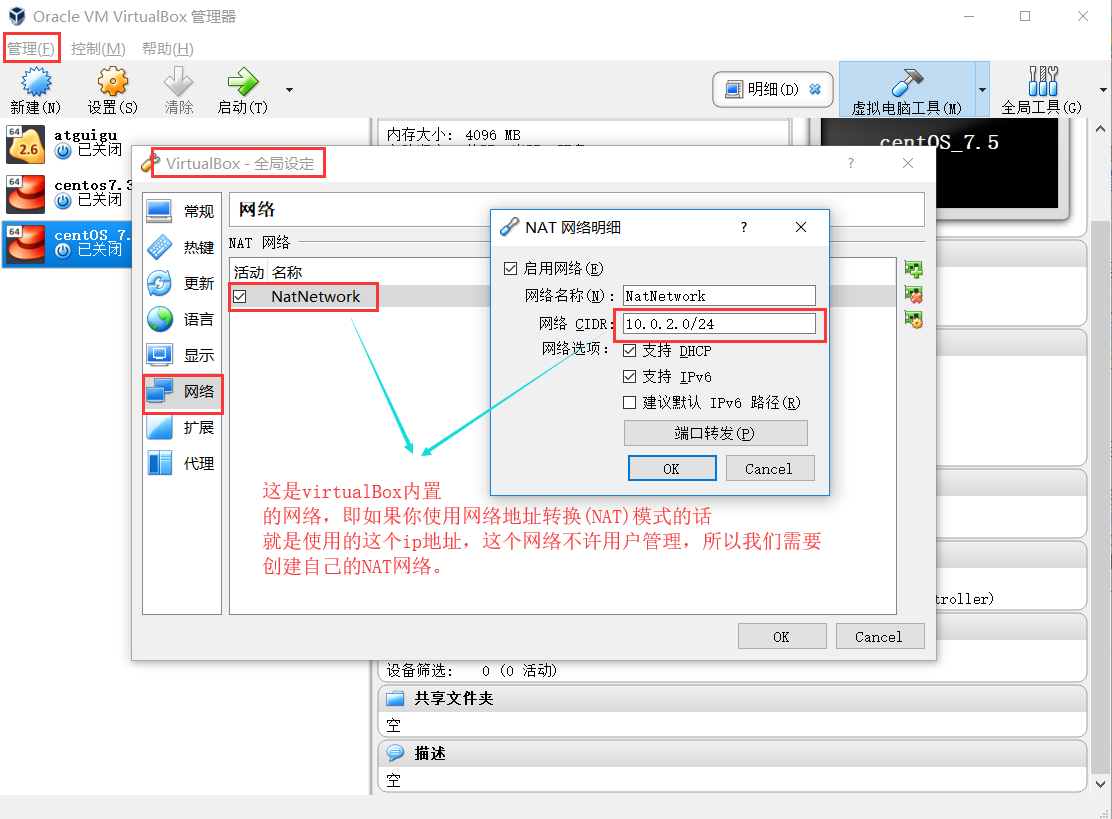 Oracle VM VirtualBox 管理器
管理(F) 控制(M) 帮助(H)
新建(N) 设置(S) 清除 启动(T) 明细(D) 虚拟电脑工具(M) 全局工具(G)
64 2.6 atguigu
已关闭
64 centos7.3
已关闭
64 centOS_7.
已关闭
内存大小: 4096 MB
centOS_7.5
VirtualBox - 全局设定 ?
常规
热键
更新
语言
显示
网络
扩展
代理
网络
NAT 网络
活动 名称
NatNetwork
NAT 网络明细 ?
启用网络(E)
网络名称(N): NatNetwork
网络 CIDR: 10.0.2.0/24
网络选项: 支持 DHCP
支持 IPv6
建议默认 IPv6 路径(R)
端口转发(P)
OK Cancel
这是virtualBox内置
的网络，即如果你使用网络地址转换(NAT)模式的话
就是使用的这个ip地址，这个网络不许用户管理，所以我们需要
创建自己的NAT网络。
troller)
OK Cancel
设备筛选: 0 (0 活动)
共享文件夹
空
描述
空